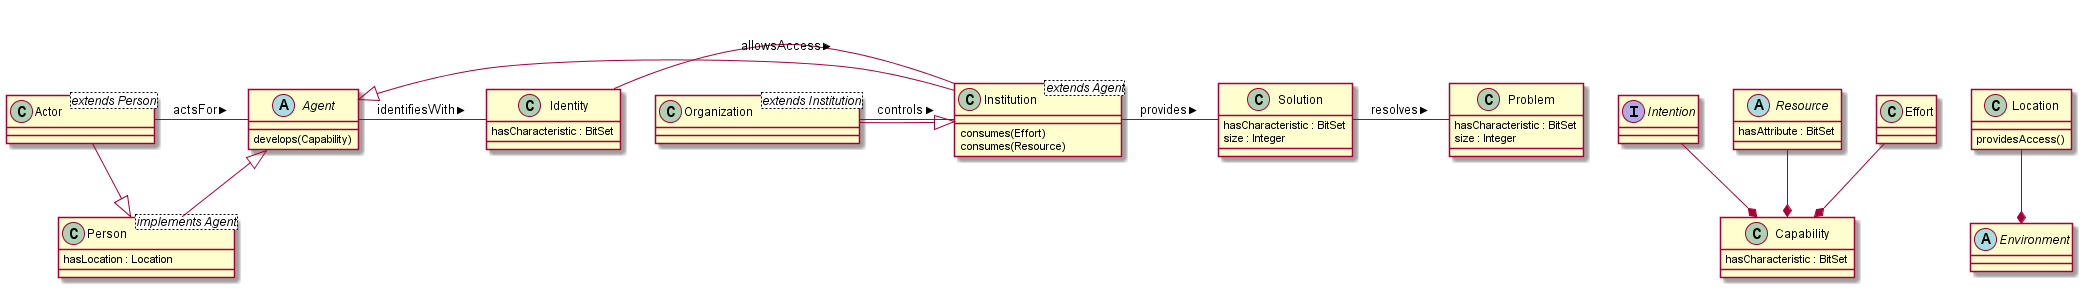 allowsAccess
C Actor
extends Person
actsFor
A Agent
develops(Capability)
identifiesWith
C Identity
hasCharacteristic : BitSet
C Organization
extends Institution
controls
C Institution
extends Agent
consumes(Effort)
consumes(Resource)
provides
C Solution
hasCharacteristic : BitSet
size : Integer
resolves
C Problem
hasCharacteristic : BitSet
size : Integer
I Intention
A Resource
hasAttribute : BitSet
C Effort
C Location
providesAccess()
C Person
implements Agent
hasLocation : Location
C Capability
hasCharacteristic : BitSet
A Environment